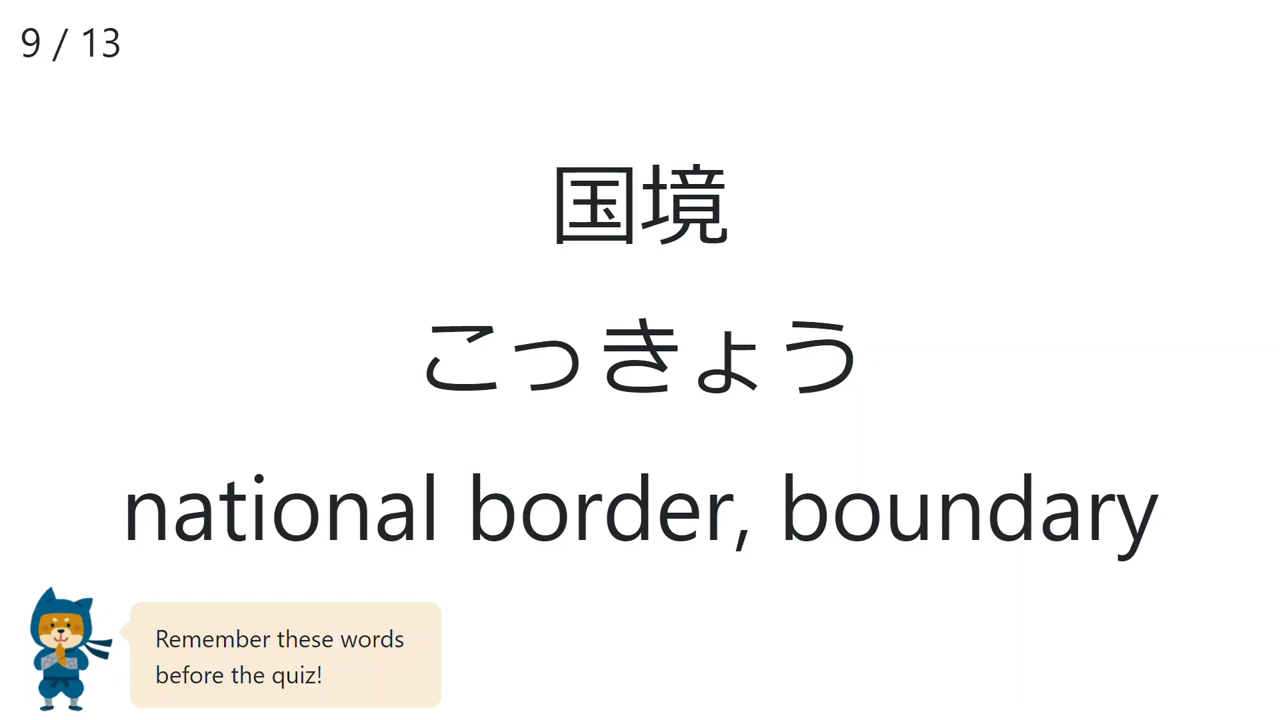 9 / 13
国境
こっきょう
national border, boundary
Remember these words
before the quiz!